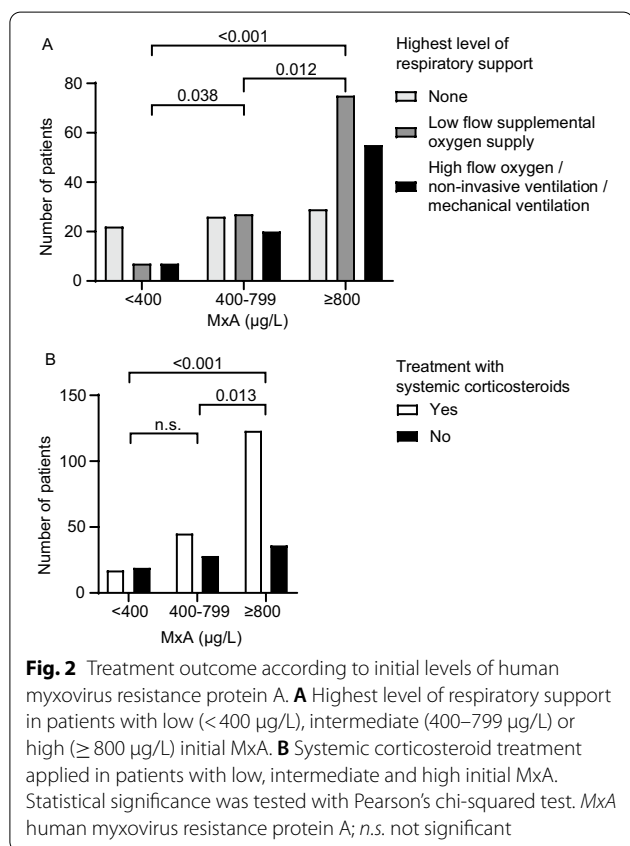 A
<0.001
0.038
0.012
Highest level of
respiratory support
None
Low flow supplemental
oxygen supply
High flow oxygen /
non-invasive ventilation /
mechanical ventilation
Number of patients
80
60
40
20
0
<400
400-799
≥800
MxA (µg/L)
B
<0.001
n.s.
0.013
Treatment with
systemic corticosteroids
Yes
No
Number of patients
150
100
50
0
<400
400-799
≥800
MxA (µg/L)
Fig. 2 Treatment outcome according to initial levels of human
myxovirus resistance protein A. A Highest level of respiratory support
in patients with low (< 400 µg/L), intermediate (400–799 µg/L) or
high (≥ 800 µg/L) initial MxA. B Systemic corticosteroid treatment
applied in patients with low, intermediate and high initial MxA.
Statistical significance was tested with Pearson's chi-squared test. MxA
human myxovirus resistance protein A; n.s. not significant